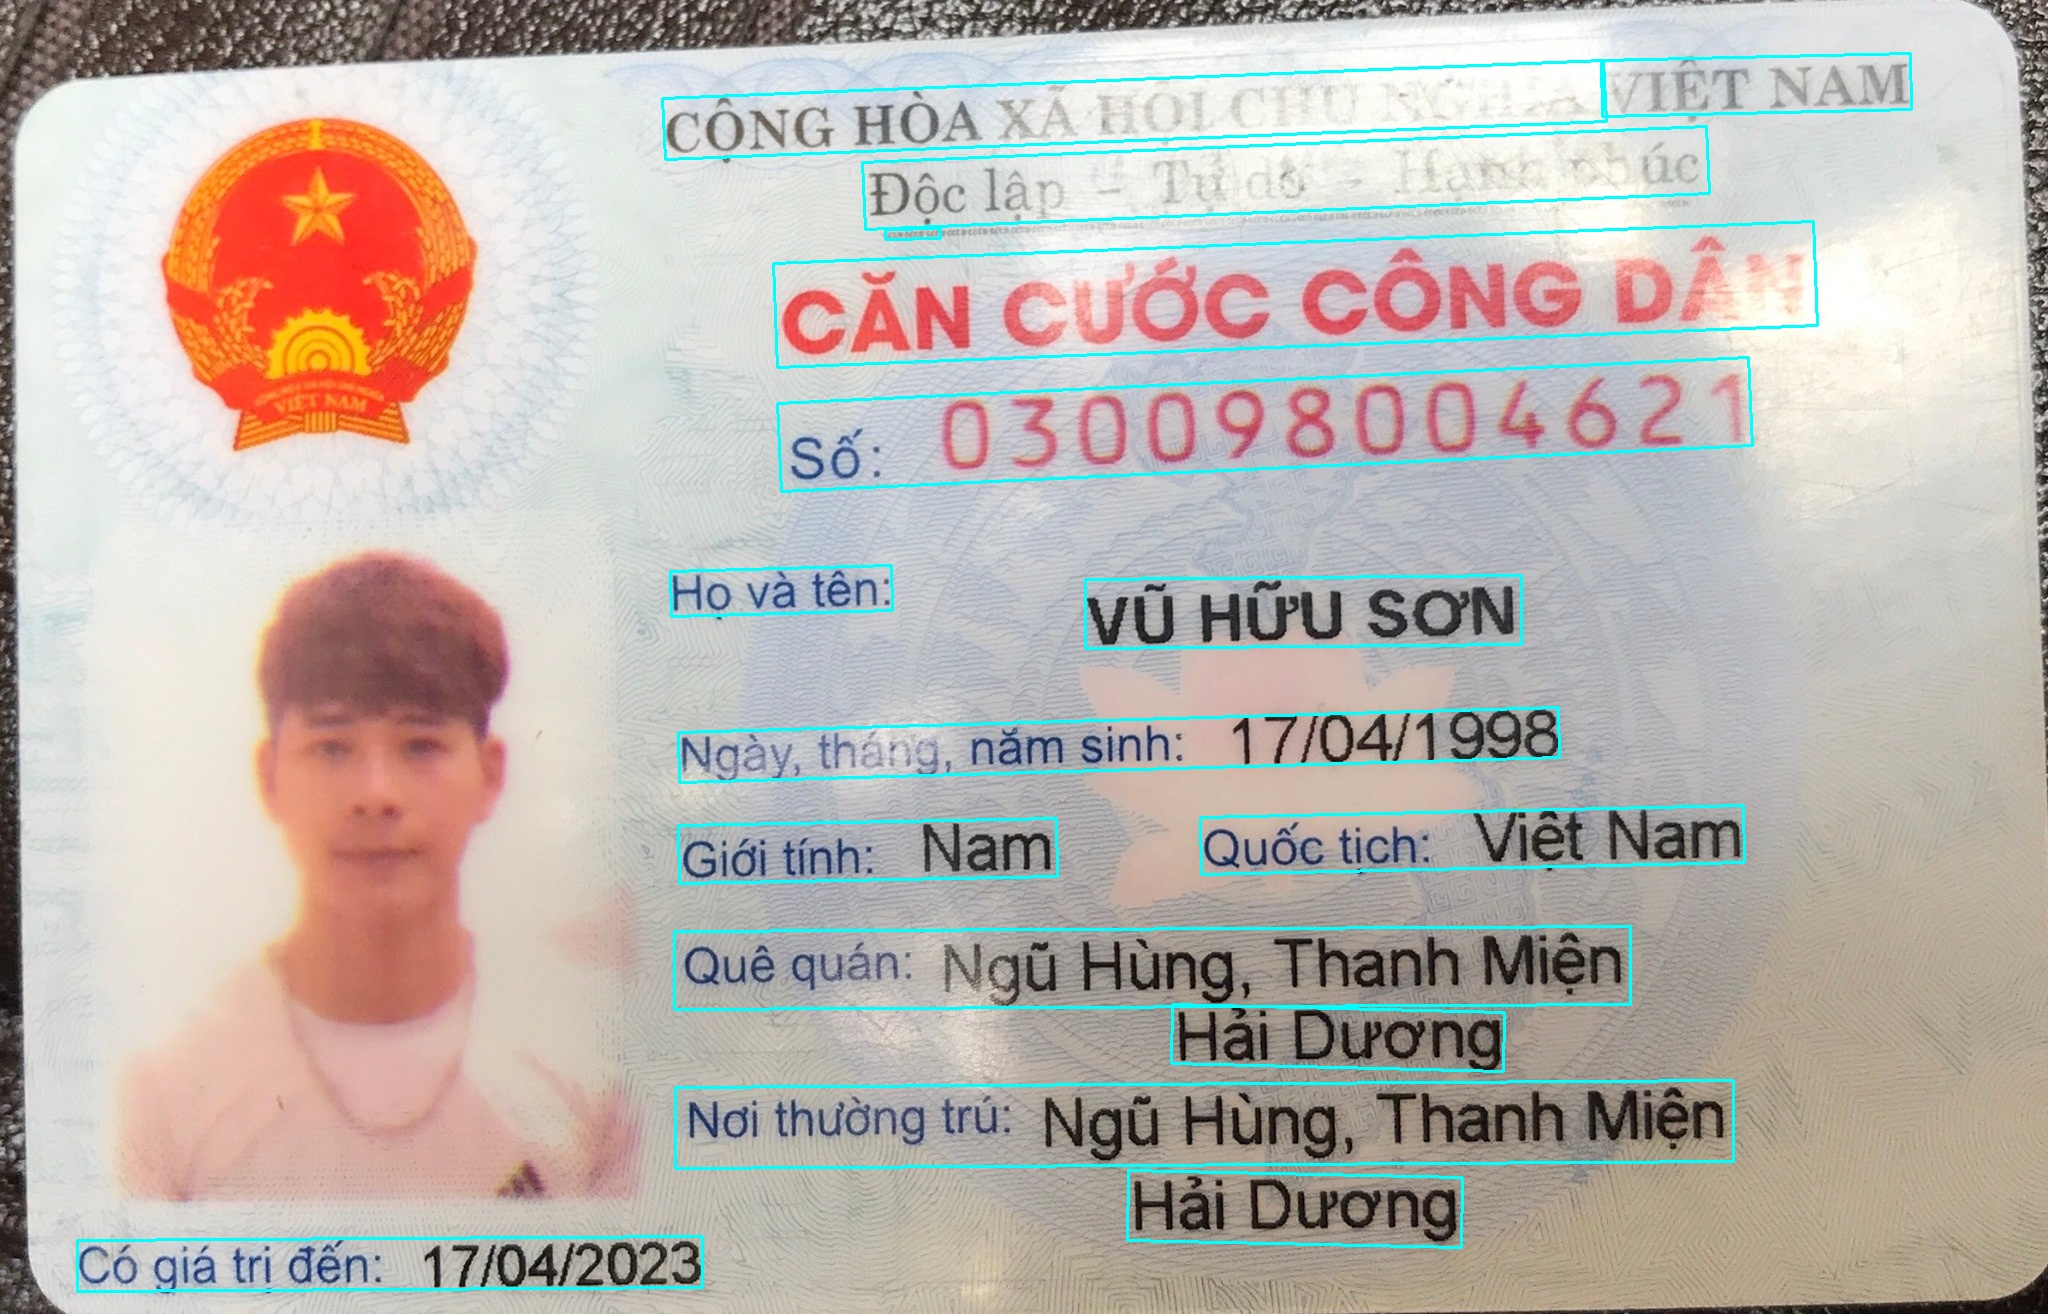 CỘNG HÒA XÃ HỘI CHỦ NGHĨA VIỆT NAM
Độc lập - Tự do - Hạnh phúc
CĂN CƯỚC CÔNG DÂN
Số: 030098004621
Họ và tên: VŨ HỮU SƠN
Ngày, tháng, năm sinh: 17/04/1998
Giới tính: Nam Quốc tịch: Việt Nam
Quê quán: Ngũ Hùng, Thanh Miện
Hải Dương
Nơi thường trú: Ngũ Hùng, Thanh Miện
Hải Dương
VIỆT NAM
Có giá trị đến: 17/04/2023